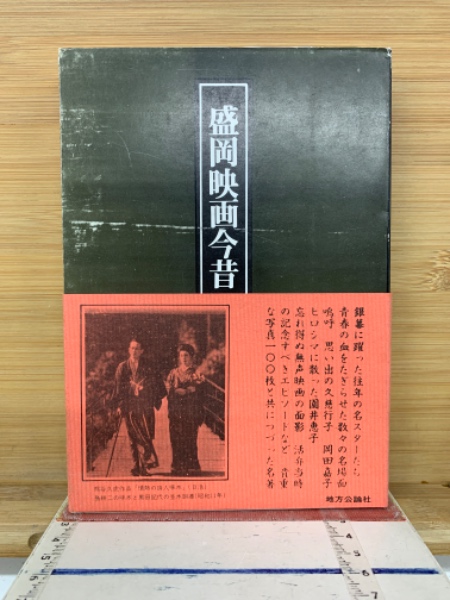 盛岡映画今昔
銀幕に躍った往年の名スターたち
青春の血をたぎらせた数々の名場面
嗚呼 思い出の久慈行子 岡田嘉子
ヒロシマに散った園井恵子
忘れ得ぬ無声映画の面影 活弁当時
の記念すべきエピソードなど 貴重
な写真一〇〇枚と共につづった名著
地方公論社